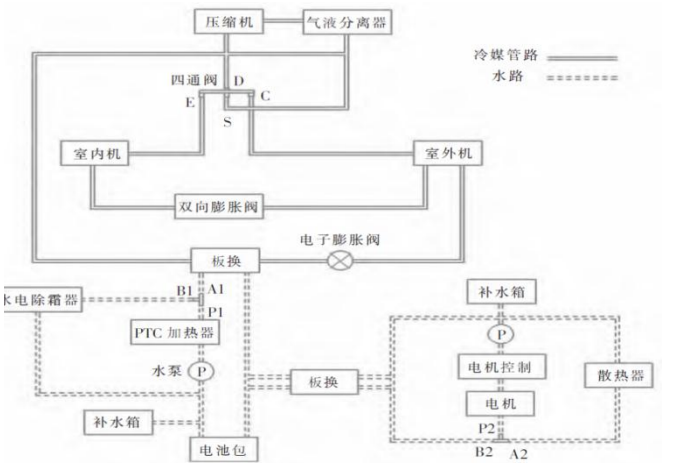 压缩机
气液分离器
冷媒管路
水路
四通阀
D
E
C
S
室内机
室外机
双向膨胀阀
电子膨胀阀
板换
B1
A1
水电除霜器
P1
补水箱
P
PTC 加热器
水泵
P
电机控制
板换
散热器
电机
补水箱
P2
电池包
B2
A2